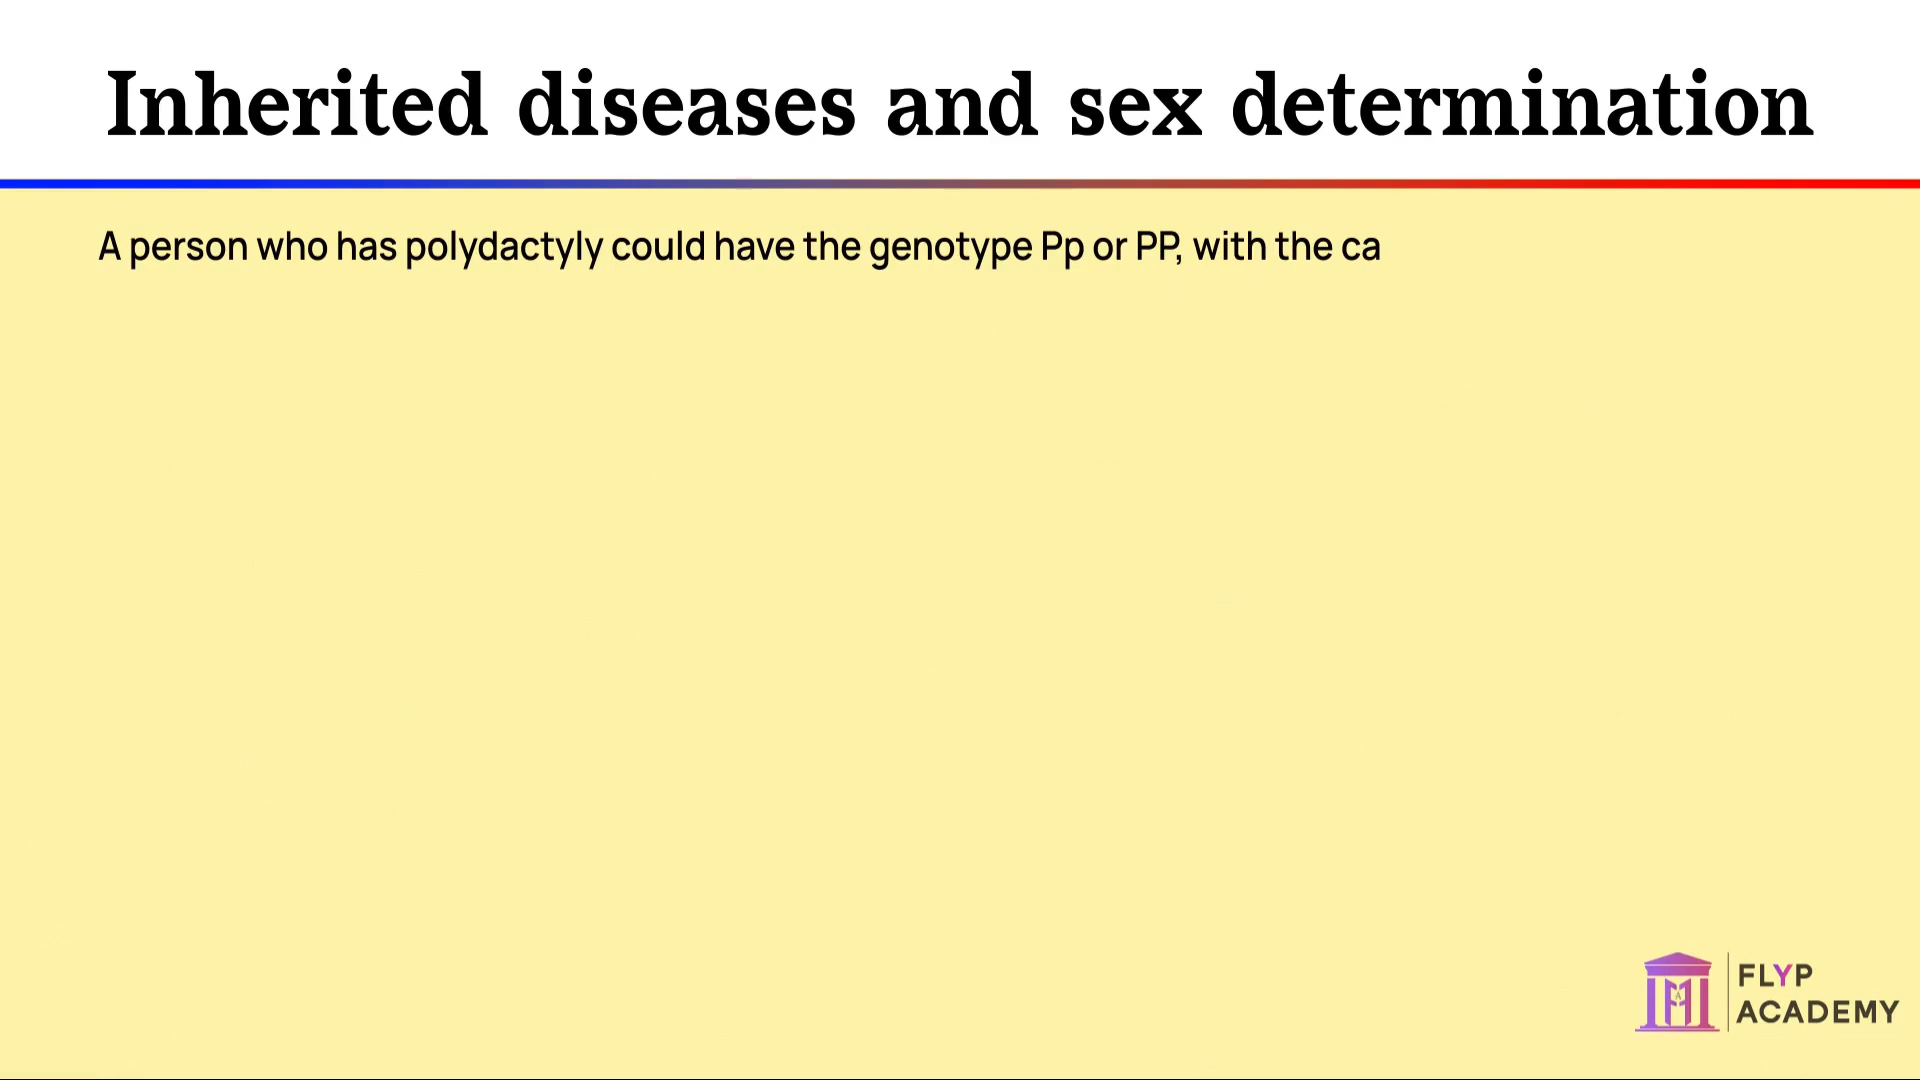 Inherited diseases and sex determination
A person who has polydactyly could have the genotype Pp or PP, with the ca
FLYP
ACADEMY